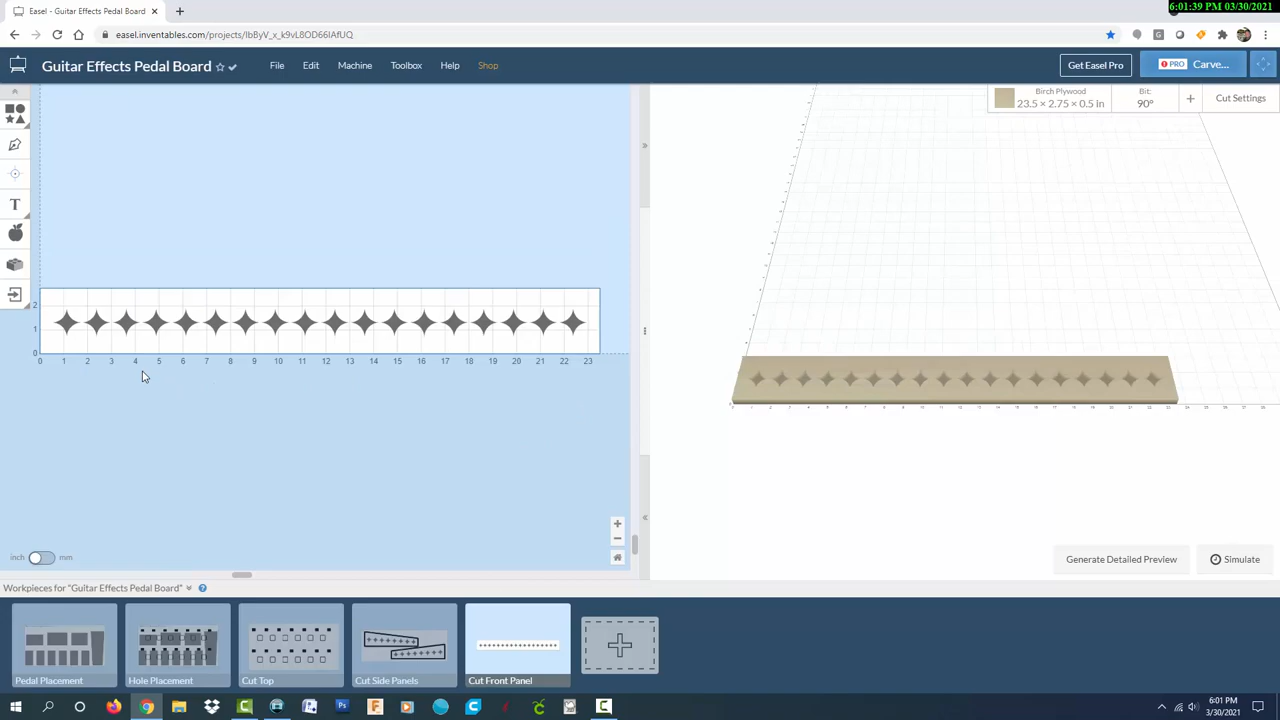 6:01:39 PM 03/30/2021
Easel - Guitar Effects Pedal Board
easel.inventables.com/projects/
Guitar Effects Pedal Board
File Edit Machine Toolbox Help Shop
Get Easel Pro
PRO Carve...
Birch Plywood
23.5 × 2.75 × 0.5 in
Bit:
90°
Cut Settings
T
2
1
0
0 1 2 3 4 5 6 7 8 9 10 11 12 13 14 15 16 17 18 19 20 21 22 23
inch mm
Generate Detailed Preview
Simulate
Workpieces for "Guitar Effects Pedal Board"
Pedal Placement
Hole Placement
Cut Top
Cut Side Panels
Cut Front Panel
6:01 PM
3/30/2021